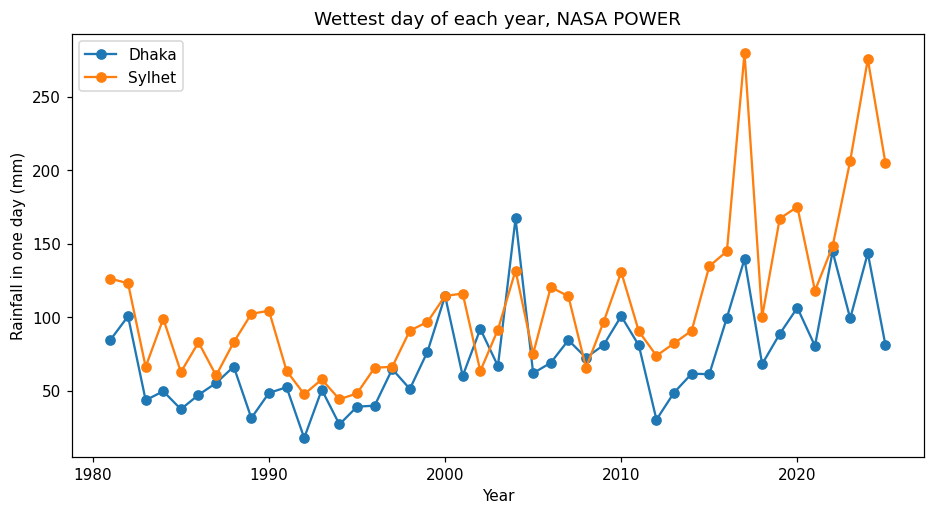 Wettest day of each year, NASA POWER
Dhaka
Sylhet
Rainfall in one day (mm)
250
200
150
100
50
1980
1990
2000
2010
2020
Year